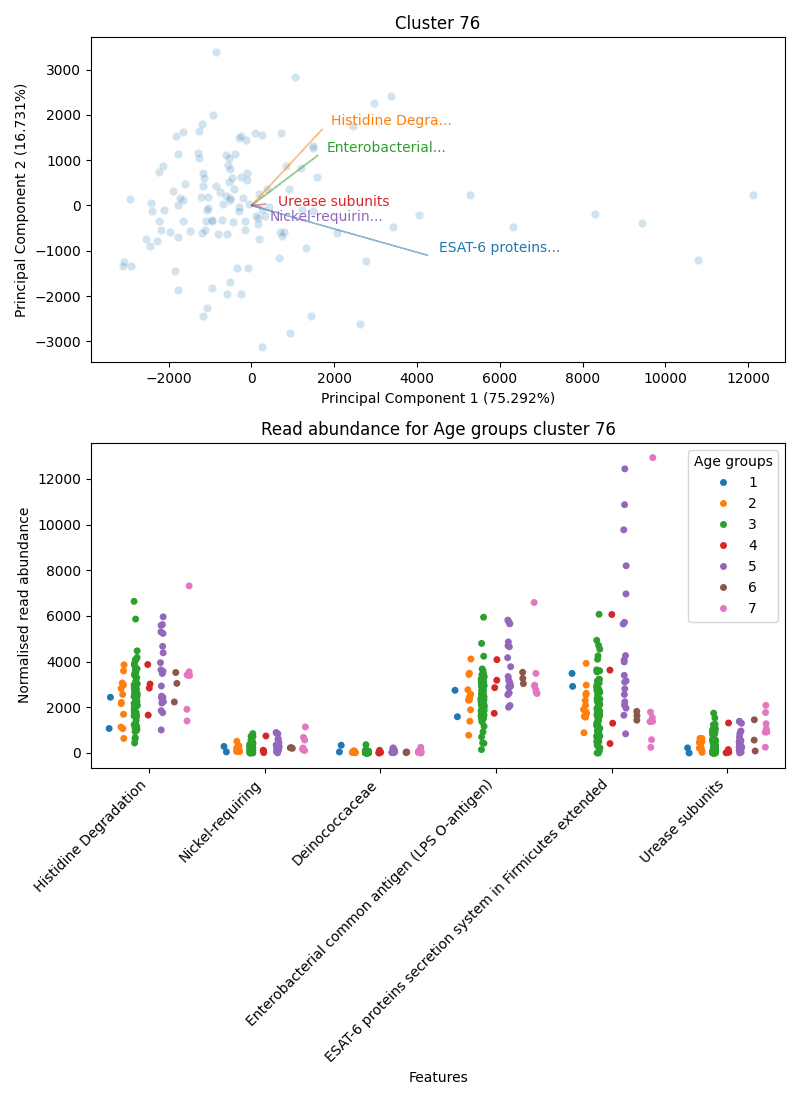 Cluster 76
3000
2000
1000
0
−1000
−2000
−3000
Principal Component 2 (16.731%)
Histidine Degra...
Enterobacterial...
Urease subunits
Nickel-requirin...
ESAT-6 proteins...
−2000
0
2000
4000
6000
8000
10000
12000
Principal Component 1 (75.292%)
Read abundance for Age groups cluster 76
12000
10000
8000
6000
4000
2000
0
Normalised read abundance
Age groups
1
2
3
4
5
6
7
Histidine Degradation
Nickel-requiring
Deinococcaceae
Enterobacterial common antigen (LPS O-antigen)
ESAT-6 proteins secretion system in Firmicutes extended
Urease subunits
Features